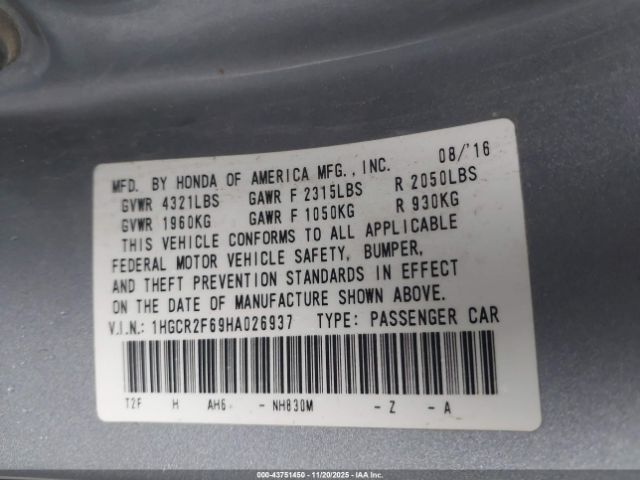 MFD. BY HONDA OF AMERICA MFG., INC. 08/'16
GVWR 4321LBS GAWR F 2315LBS R 2050LBS
GVWR 1960KG GAWR F 1050KG R 930KG
THIS VEHICLE CONFORMS TO ALL APPLICABLE
FEDERAL MOTOR VEHICLE SAFETY, BUMPER,
AND THEFT PREVENTION STANDARDS IN EFFECT
ON THE DATE OF MANUFACTURE SHOWN ABOVE.
V.I.N.: 1HGCR2F69HA026937 TYPE: PASSENGER CAR
T2F H AH6 - NH830M - Z - A
000-43751450 | 11/20/2025 | IAA Inc.